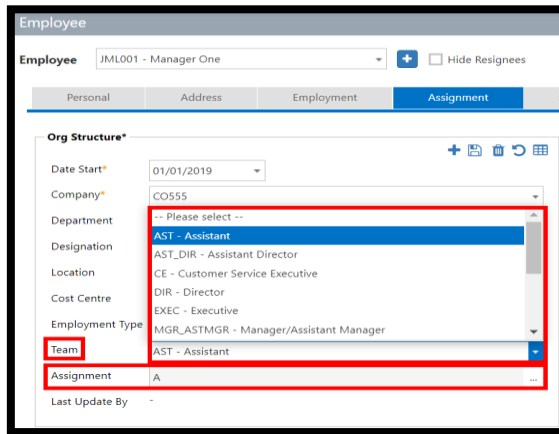 Employee
Employee JML001 - Manager One Hide Resignees
Personal Address Employment Assignment
Org Structure*
Date Start* 01/01/2019
Company* CO555
Department -- Please select --
Designation AST - Assistant
AST_DIR - Assistant Director
Location CE - Customer Service Executive
Cost Centre DIR - Director
EXEC - Executive
Employment Type MGR_ASTMGR - Manager/Assistant Manager
Team AST - Assistant
Assignment A ...
Last Update By -